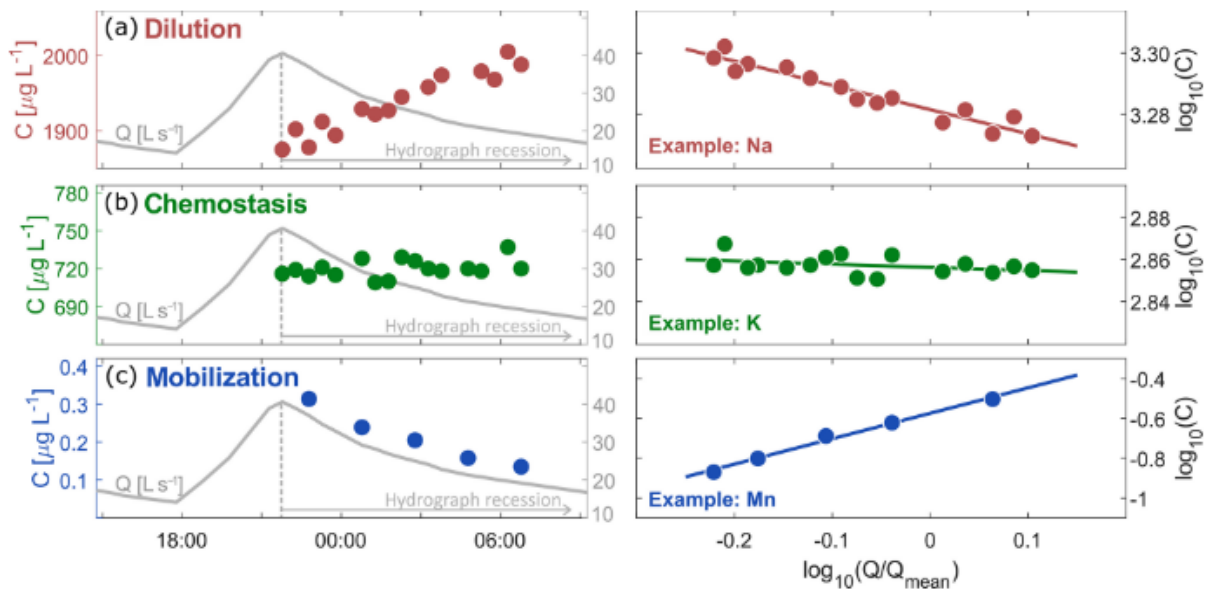 (a) Dilution
C [µg L⁻¹]
2000
1900
Q [L s⁻¹]
Hydrograph recession
40
30
20
10
Example: Na
3.30
3.28
log₁₀(C)
(b) Chemostasis
C [µg L⁻¹]
780
750
720
690
Q [L s⁻¹]
Hydrograph recession
40
30
20
10
Example: K
2.88
2.86
2.84
log₁₀(C)
(c) Mobilization
C [µg L⁻¹]
0.4
0.3
0.2
0.1
Q [L s⁻¹]
Hydrograph recession
40
30
20
10
Example: Mn
-0.4
-0.6
-0.8
-1
log₁₀(C)
18:00 00:00 06:00
-0.2 -0.1 0 0.1
log₁₀(Q/Qₘₑₐₙ)